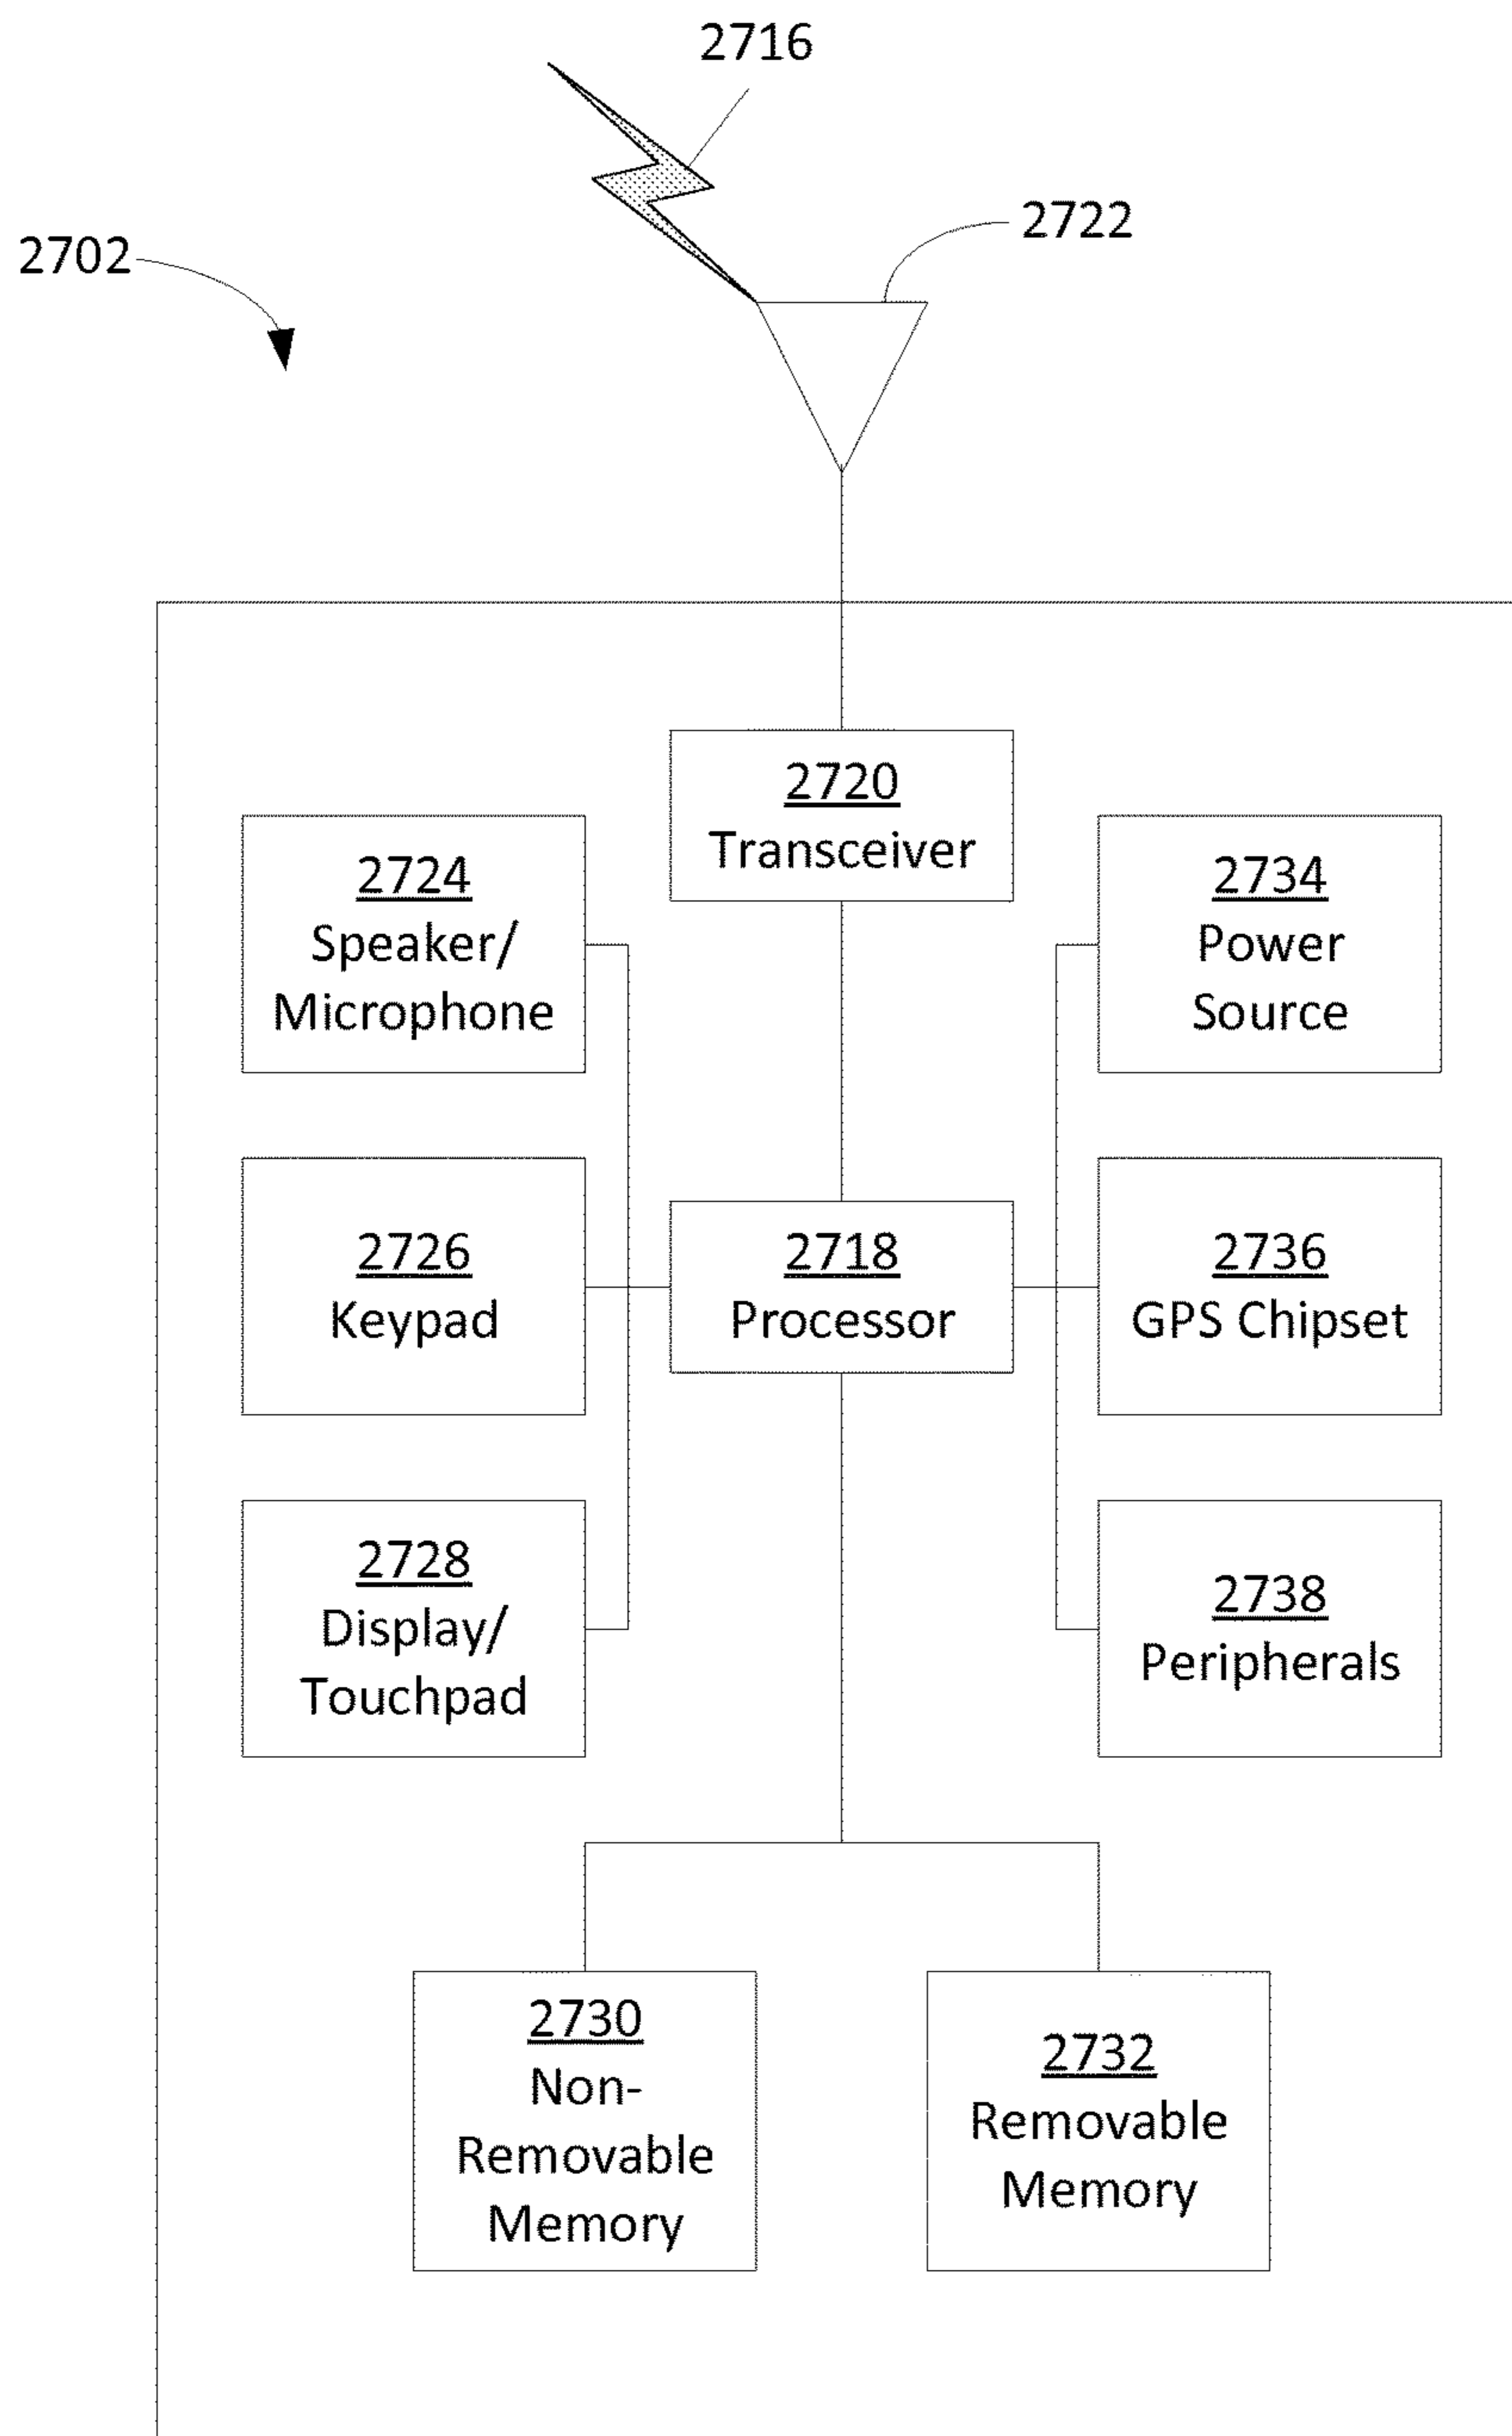 2716
2722
2702
2720
Transceiver
2724
Speaker/
Microphone
2734
Power
Source
2726
Keypad
2718
Processor
2736
GPS Chipset
2728
Display/
Touchpad
2738
Peripherals
2730
Non-
Removable
Memory
2732
Removable
Memory